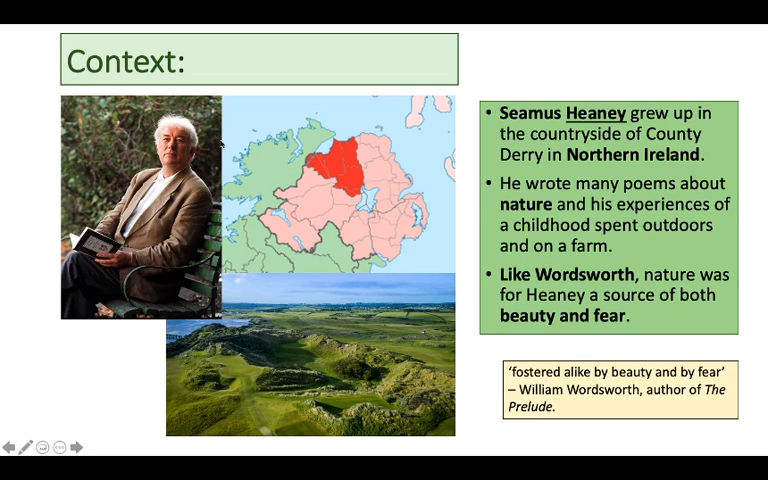 Context:
• Seamus Heaney grew up in
the countryside of County
Derry in Northern Ireland.
• He wrote many poems about
nature and his experiences of
a childhood spent outdoors
and on a farm.
• Like Wordsworth, nature was
for Heaney a source of both
beauty and fear.
‘fostered alike by beauty and by fear’
– William Wordsworth, author of The
Prelude.